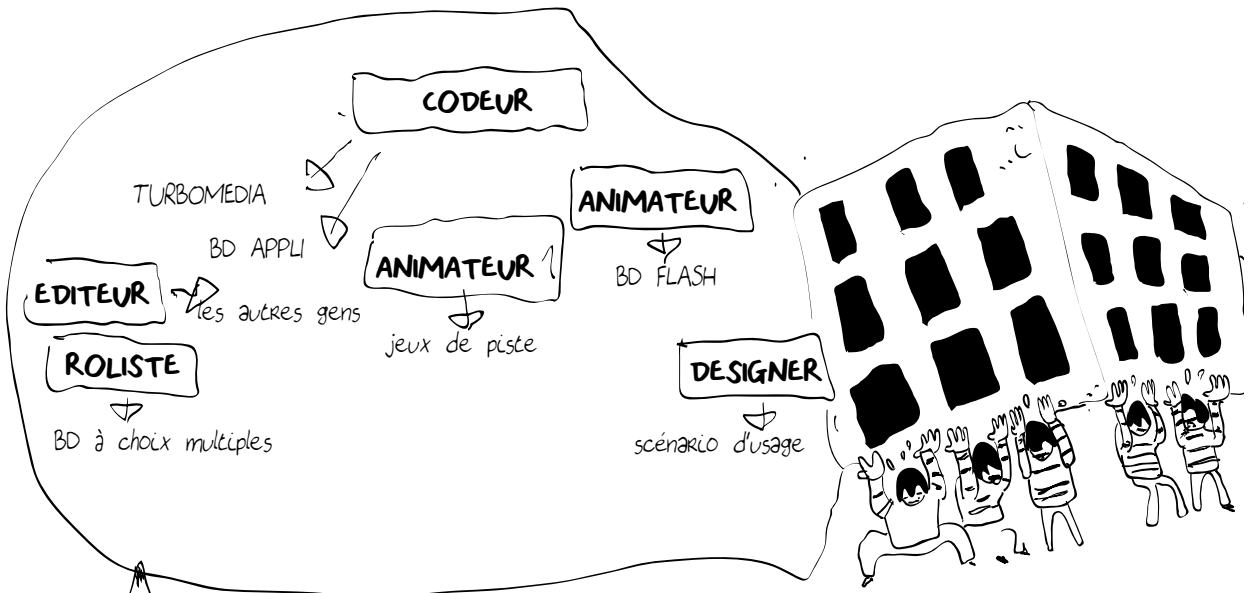 CODEUR
TURBOMEDIA
BD APPLI
ANIMATEUR
BD FLASH
ANIMATEUR 1
jeux de piste
EDITEUR
les autres gens
ROLISTE
BD à choix multiples
DESIGNER
scénario d'usage